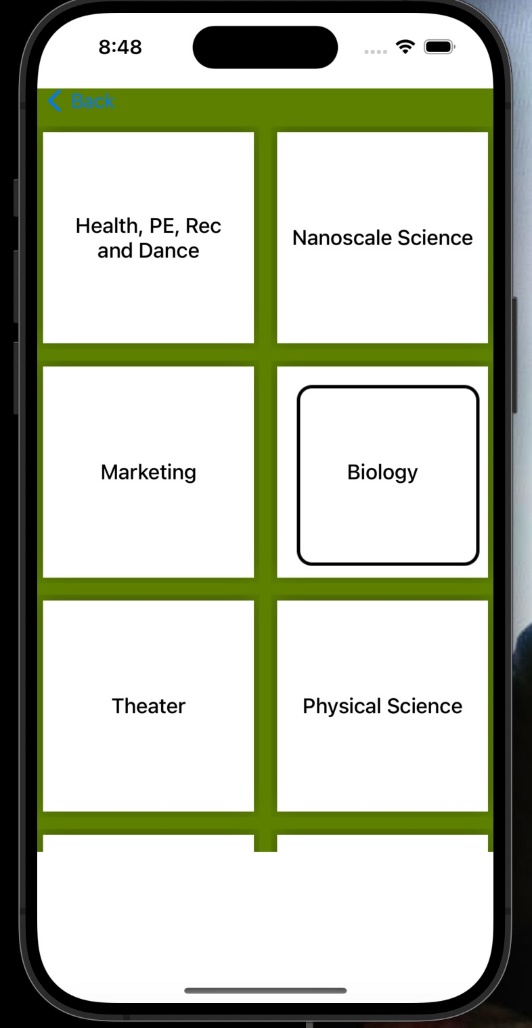 8:48
Back
Health, PE, Rec
and Dance
Nanoscale Science
Marketing
Biology
Theater
Physical Science